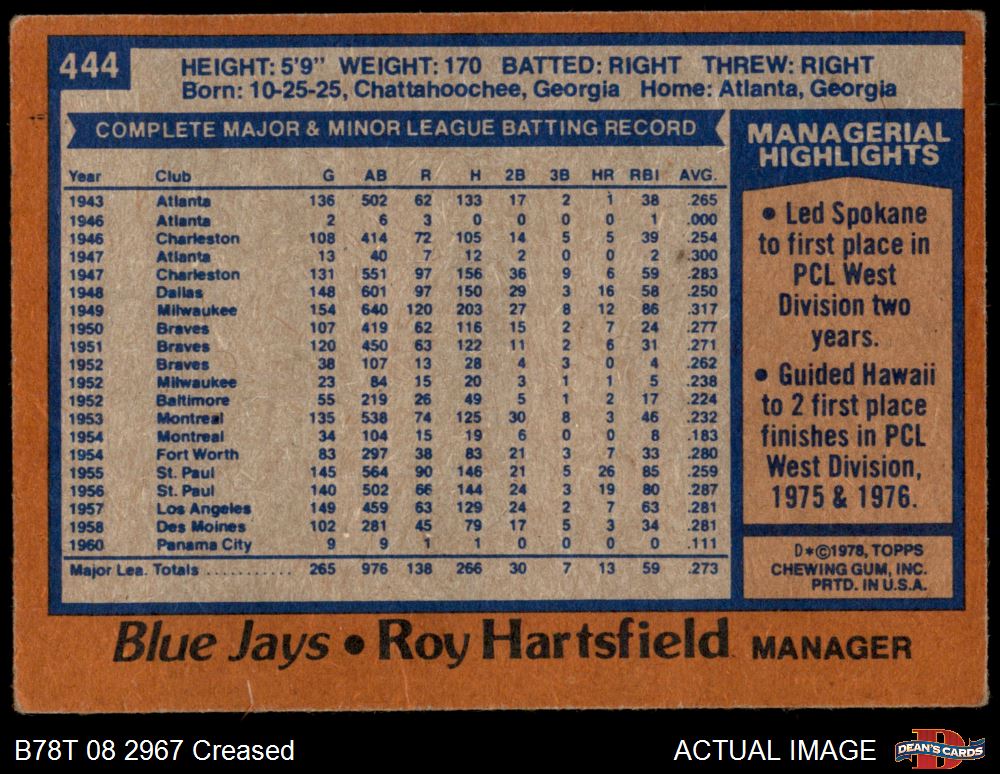 444
HEIGHT: 5'9" WEIGHT: 170 BATTED: RIGHT THREW: RIGHT
Born: 10-25-25, Chattahoochee, Georgia Home: Atlanta, Georgia
COMPLETE MAJOR & MINOR LEAGUE BATTING RECORD
Year Club G AB R H 2B 3B HR RBI AVG.
1943 Atlanta 136 502 62 133 17 2 1 38 .265
1946 Atlanta 2 6 3 0 0 0 0 1 .000
1946 Charleston 108 414 72 105 14 5 5 39 .254
1947 Atlanta 13 40 7 12 2 0 0 2 .300
1947 Charleston 131 551 97 156 36 9 6 59 .283
1948 Dallas 148 601 97 150 29 3 16 58 .250
1949 Milwaukee 154 640 120 203 27 8 12 86 .317
1950 Braves 107 419 62 116 15 2 7 24 .277
1951 Braves 120 450 63 122 11 2 6 31 .271
1952 Braves 38 107 13 28 4 3 0 4 .262
1952 Milwaukee 23 84 15 20 3 1 1 5 .238
1952 Baltimore 55 219 26 49 5 1 2 17 .224
1953 Montreal 135 538 74 125 30 8 3 46 .232
1954 Montreal 34 104 15 19 6 0 0 8 .183
1954 Fort Worth 83 297 38 83 21 3 7 33 .280
1955 St. Paul 145 564 90 146 21 5 26 85 .259
1956 St. Paul 140 502 66 144 24 3 19 80 .287
1957 Los Angeles 149 459 63 129 24 2 7 63 .281
1958 Des Moines 102 281 45 79 17 5 3 34 .281
1960 Panama City 9 9 1 1 0 0 0 0 .111
Major Lea. Totals ............ 265 976 138 266 30 7 13 59 .273
MANAGERIAL
HIGHLIGHTS
• Led Spokane
to first place in
PCL West
Division two
years.
• Guided Hawaii
to 2 first place
finishes in PCL
West Division,
1975 & 1976.
D*©1978, TOPPS
CHEWING GUM, INC.
PRTD. IN U.S.A.
Blue Jays • Roy Hartsfield MANAGER
B78T 08 2967 Creased
ACTUAL IMAGE
D
DEAN'S CARDS